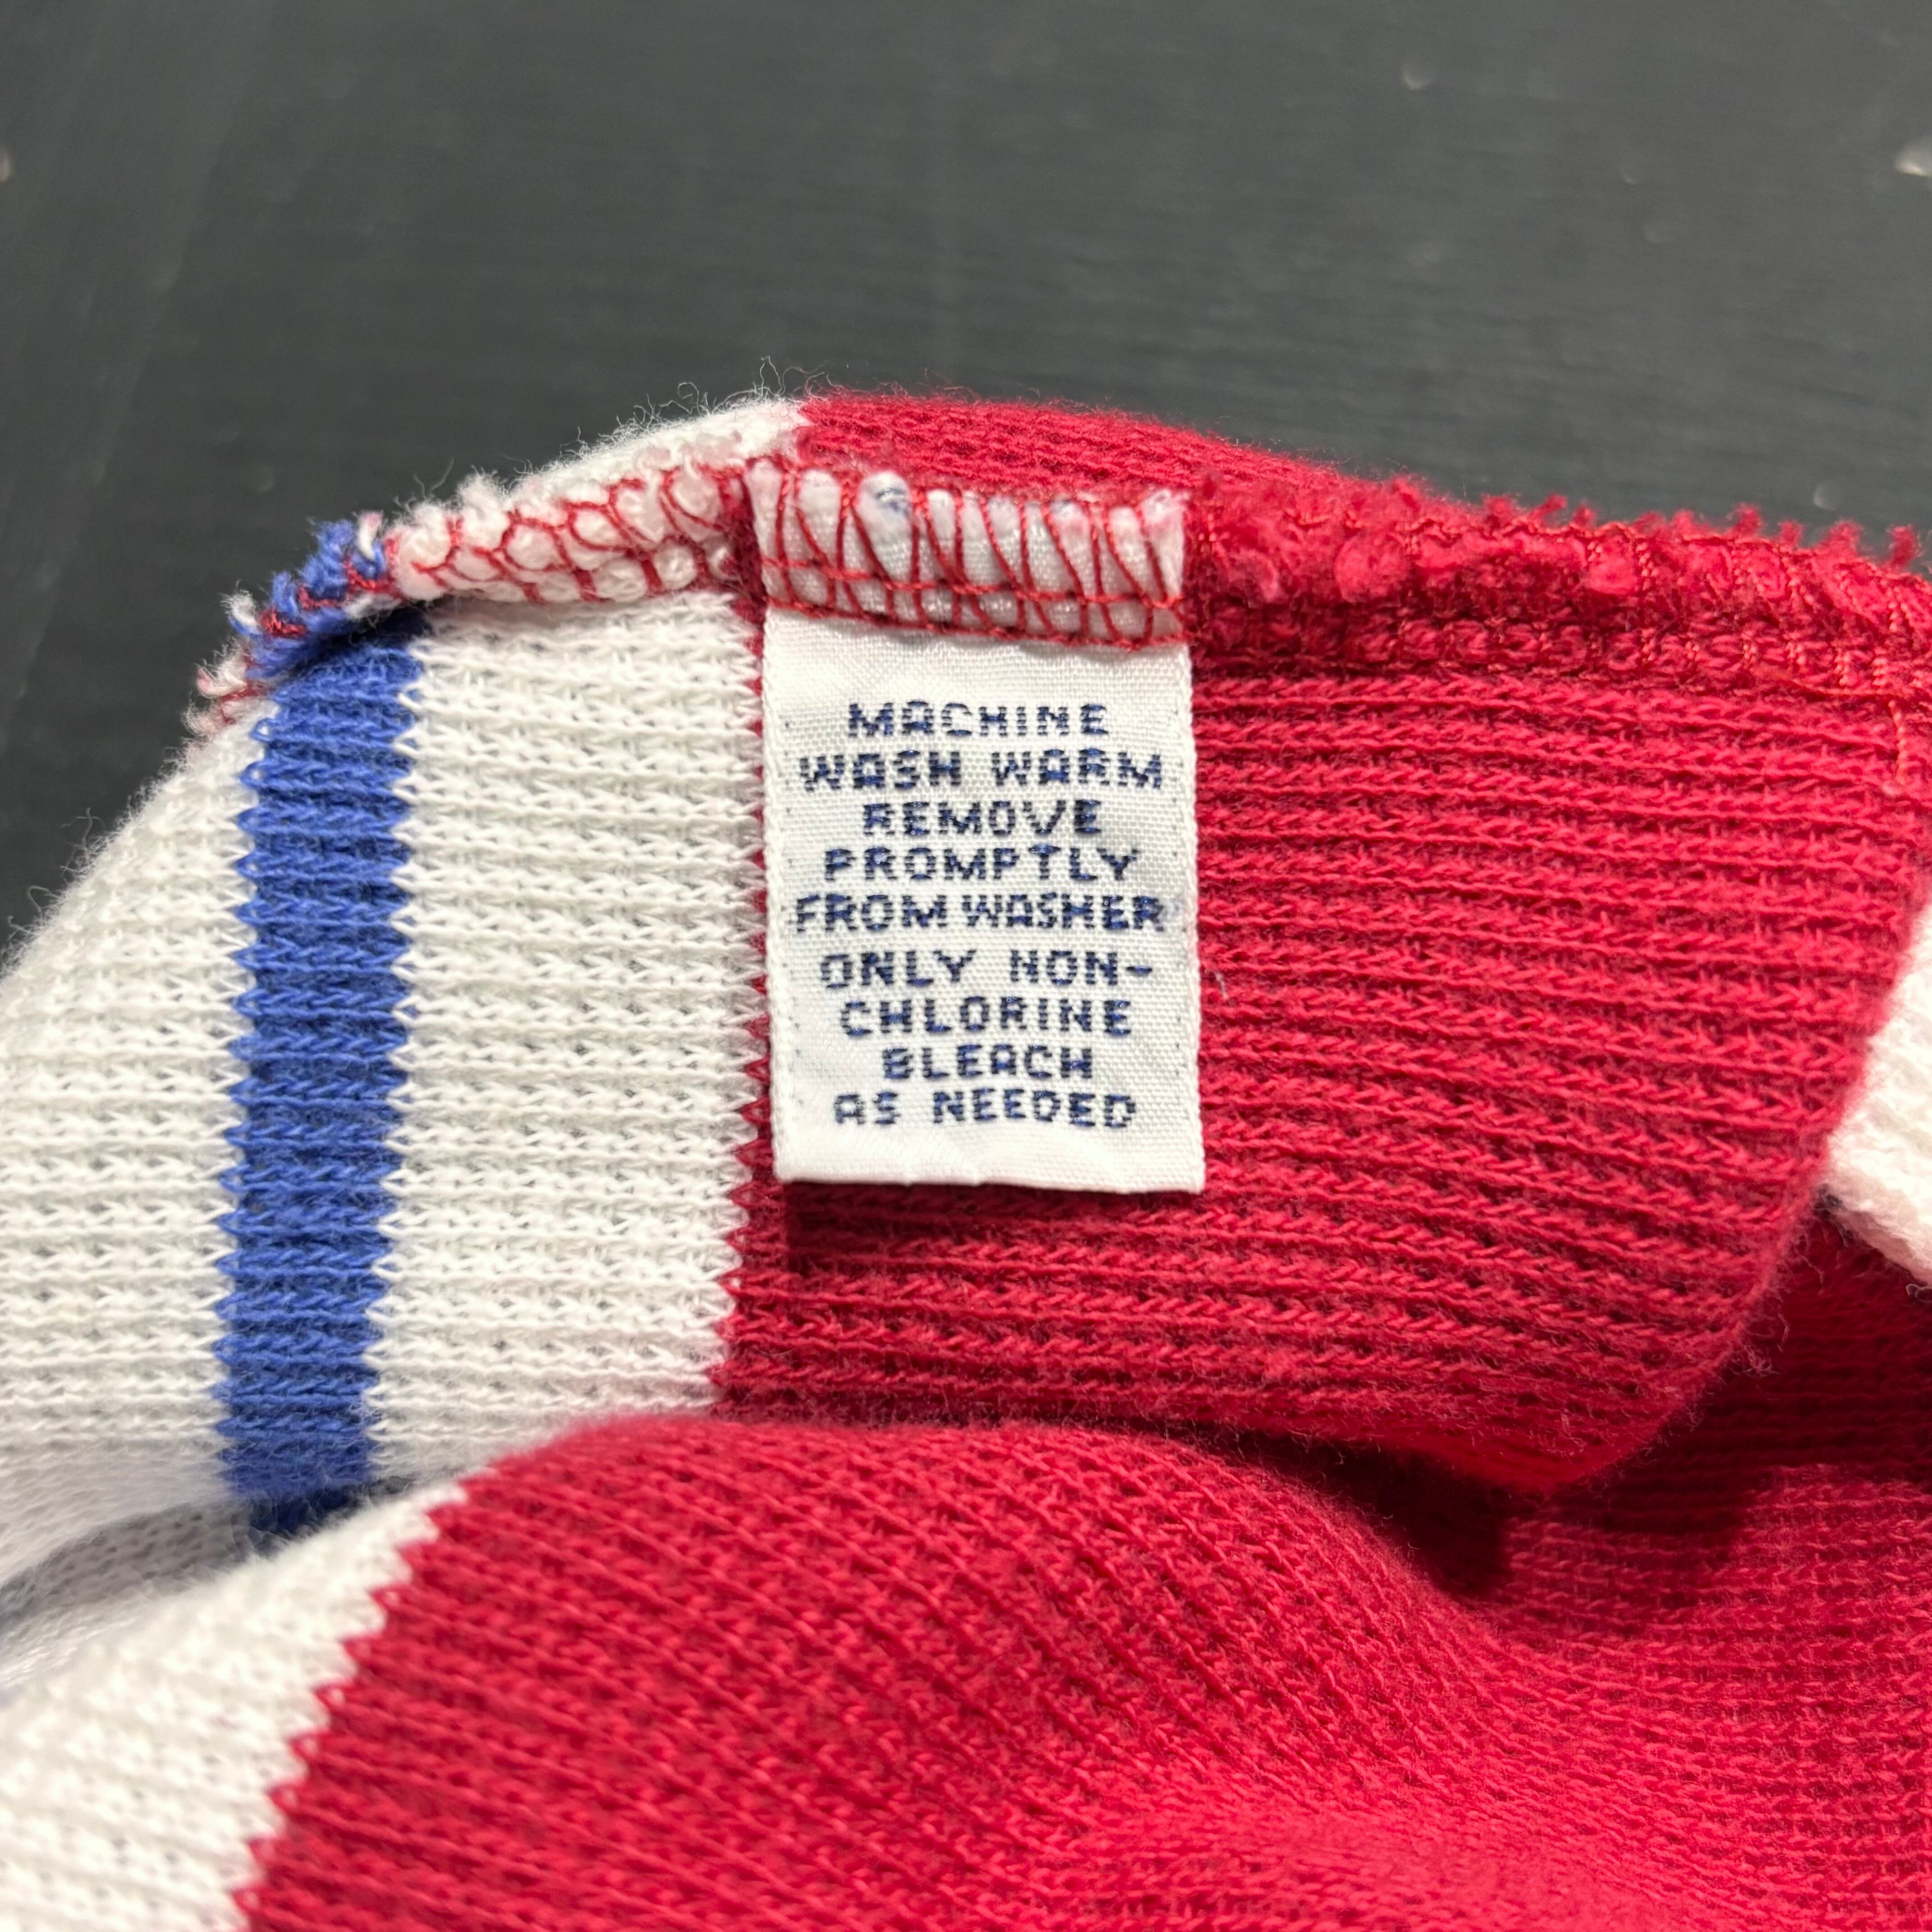 MACHINE
WASH WARM
REMOVE
PROMPTLY
FROM WASHER
ONLY NON-
CHLORINE
BLEACH
AS NEEDED